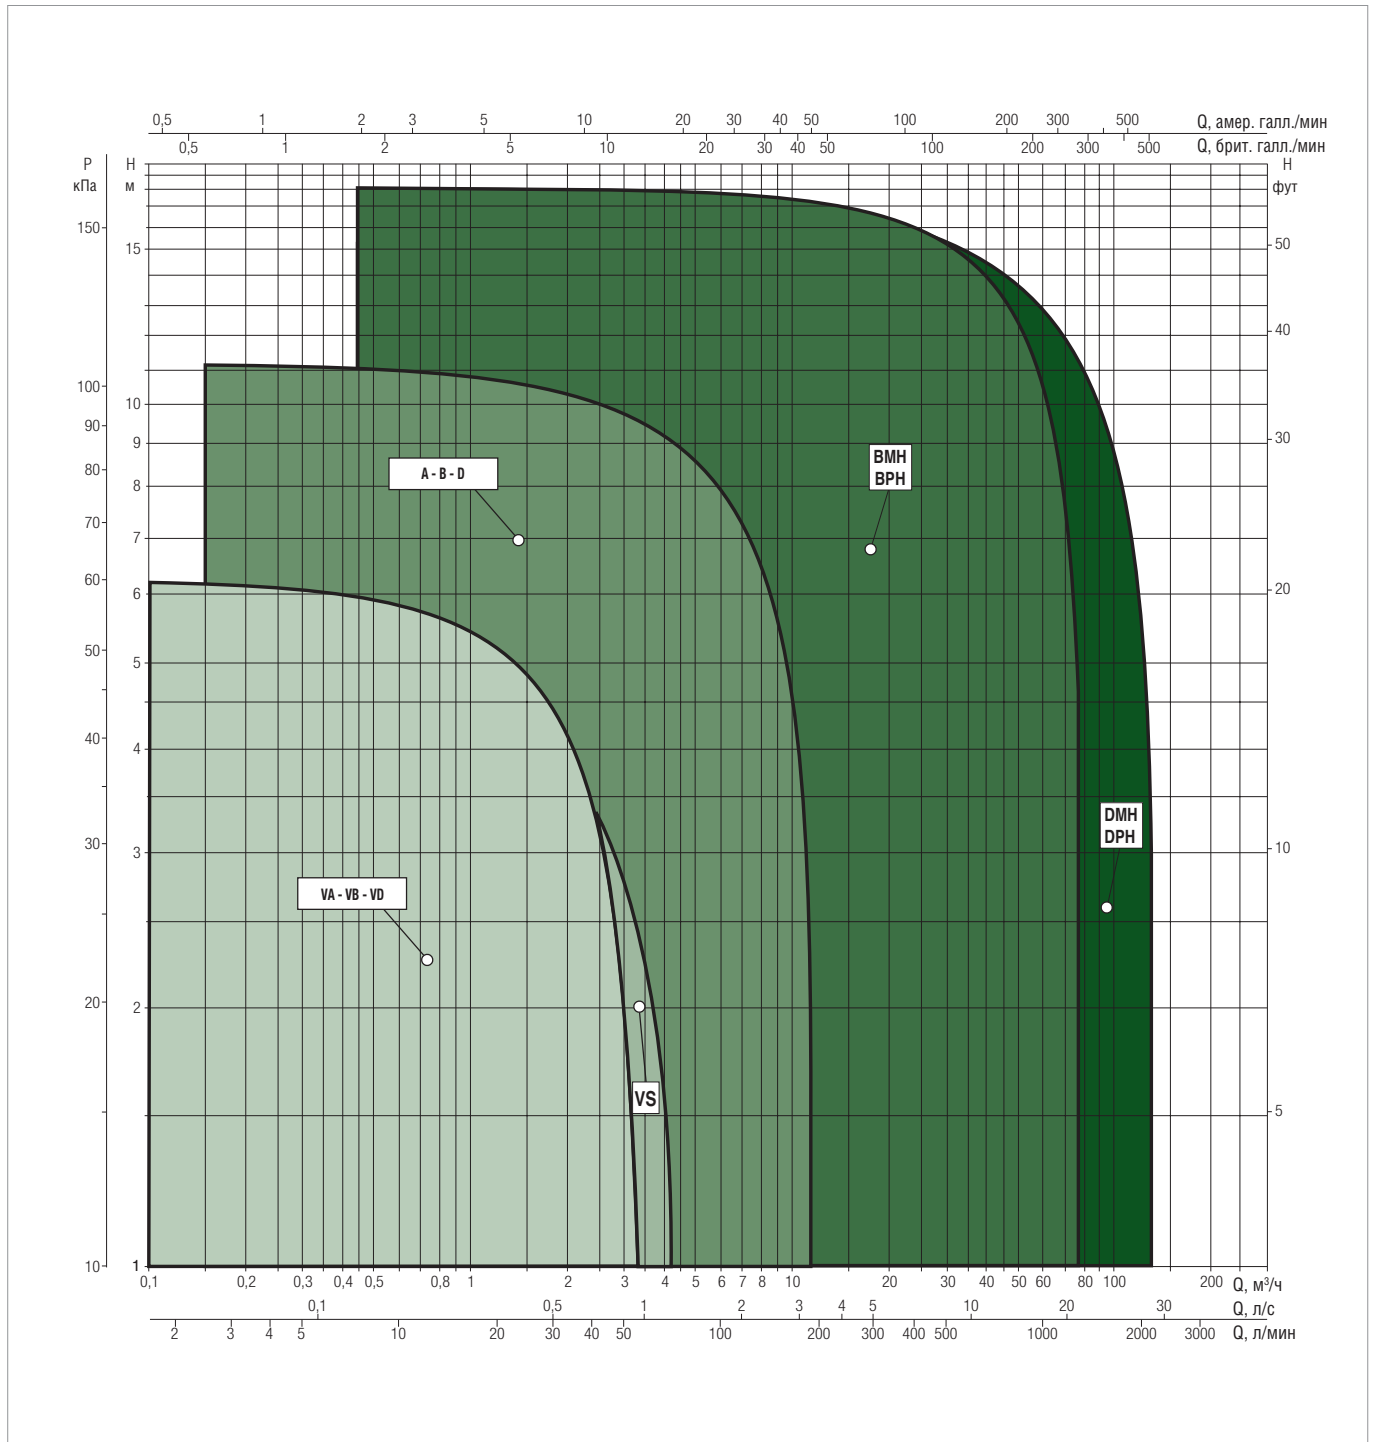 0,5 1 2 3 5 10 20 30 40 50 100 200 300 500 Q, амер. галл./мин
0,5 1 2 5 10 20 30 40 50 100 200 300 500 Q, брит. галл./мин
P H H
кПа м фут
150 15 50
40
100 10
90 9 30
80 8
70 7
60 6 20
50 5
40 4
30 3 10
20 2
5
10 1
A - B - D
BMH
BPH
DMH
DPH
VA - VB - VD
VS
0,1 0,2 0,3 0,4 0,5 0,8 1 2 3 4 5 6 7 8 10 20 30 40 50 60 80 100 200 Q, м³/ч
0,1 0,5 1 2 3 4 5 10 20 30 Q, л/с
2 3 4 5 10 20 30 40 50 100 200 300 400 500 1000 2000 3000 Q, л/мин